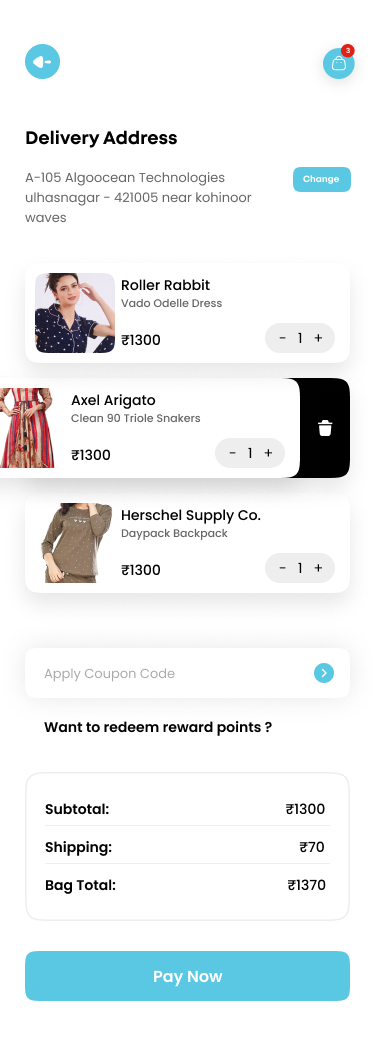 3
Delivery Address
A-105 Algoocean Technologies
ulhasnagar - 421005 near kohinoor
waves
Change
Roller Rabbit
Vado Odelle Dress
₹1300
- 1 +
Axel Arigato
Clean 90 Triole Snakers
₹1300
- 1 +
Herschel Supply Co.
Daypack Backpack
₹1300
- 1 +
Apply Coupon Code
Want to redeem reward points ?
Subtotal: ₹1300
Shipping: ₹70
Bag Total: ₹1370
Pay Now